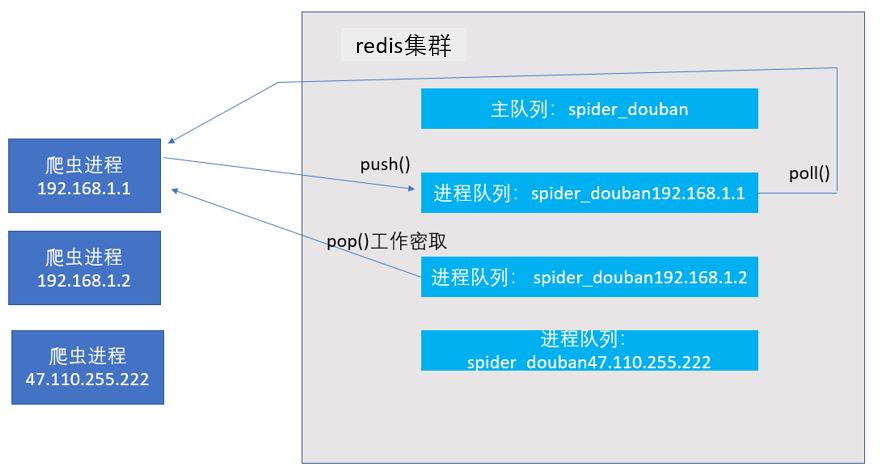 redis集群
主队列：spider_douban
爬虫进程
192.168.1.1
push()
进程队列：spider_douban192.168.1.1
poll()
pop()工作密取
爬虫进程
192.168.1.2
进程队列： spider_douban192.168.1.2
爬虫进程
47.110.255.222
进程队列：
spider_douban47.110.255.222